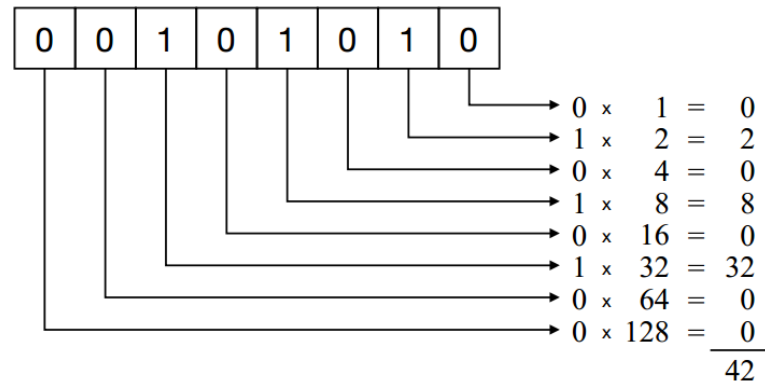 0 0 1 0 1 0 1 0
0 x 1 = 0
1 x 2 = 2
0 x 4 = 0
1 x 8 = 8
0 x 16 = 0
1 x 32 = 32
0 x 64 = 0
0 x 128 = 0
42